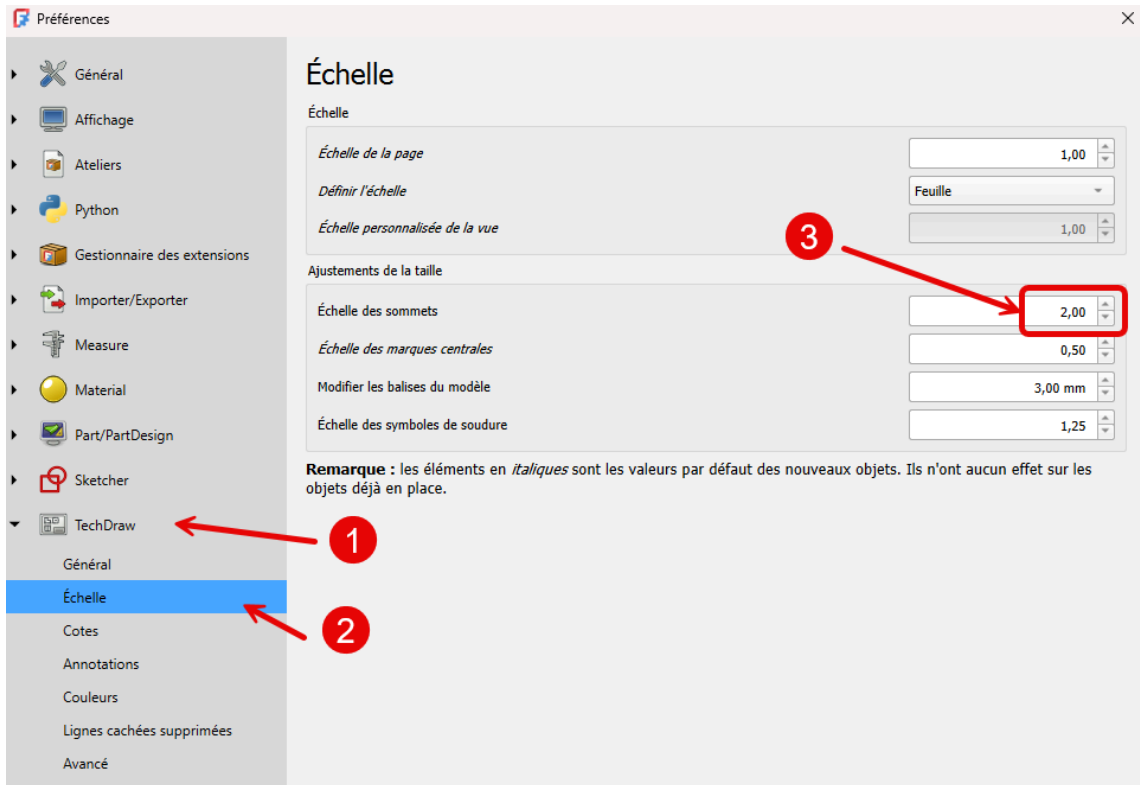 Préférences
Général
Affichage
Ateliers
Python
Gestionnaire des extensions
Importer/Exporter
Measure
Material
Part/PartDesign
Sketcher
TechDraw
Général
Échelle
Cotes
Annotations
Couleurs
Lignes cachées supprimées
Avancé
Échelle
Échelle
Échelle de la page 1,00
Définir l'échelle Feuille
Échelle personnalisée de la vue 1,00
Ajustements de la taille
Échelle des sommets 2,00
Échelle des marques centrales 0,50
Modifier les balises du modèle 3,00 mm
Échelle des symboles de soudure 1,25
Remarque : les éléments en italiques sont les valeurs par défaut des nouveaux objets. Ils n'ont aucun effet sur les
objets déjà en place.
1
2
3